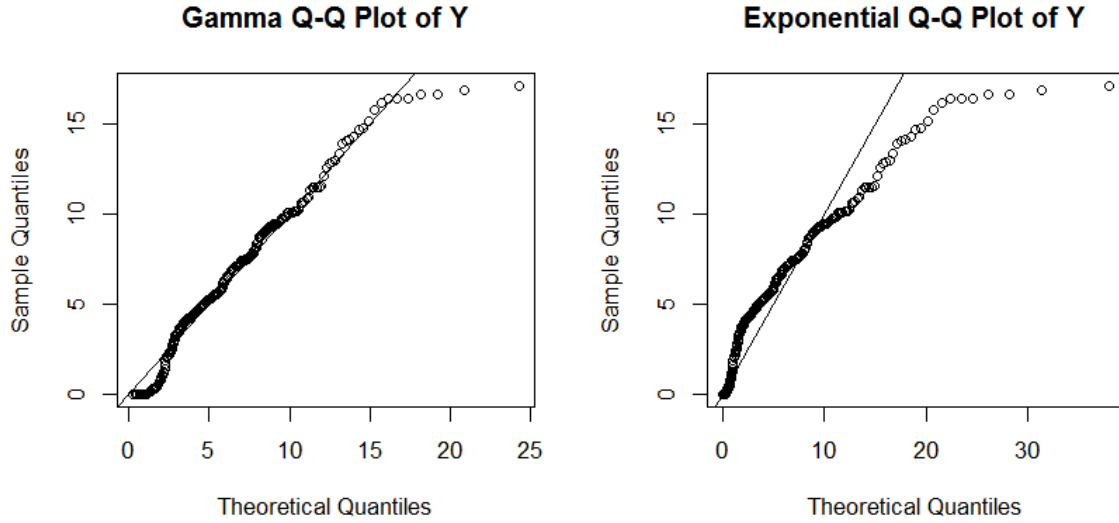 Gamma Q-Q Plot of Y
Sample Quantiles
0 5 10 15
0 5 10 15 20 25
Theoretical Quantiles
Exponential Q-Q Plot of Y
Sample Quantiles
0 5 10 15
0 10 20 30
Theoretical Quantiles